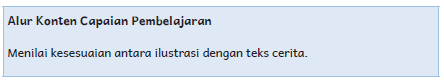 Alur Konten Capaian Pembelajaran
Menilai kesesuaian antara ilustrasi dengan teks cerita.